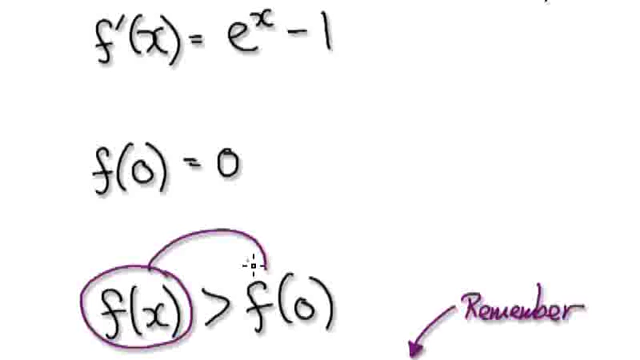 f'(x) = e^x - 1
f(0) = 0
f(x) > f(0)
Remember